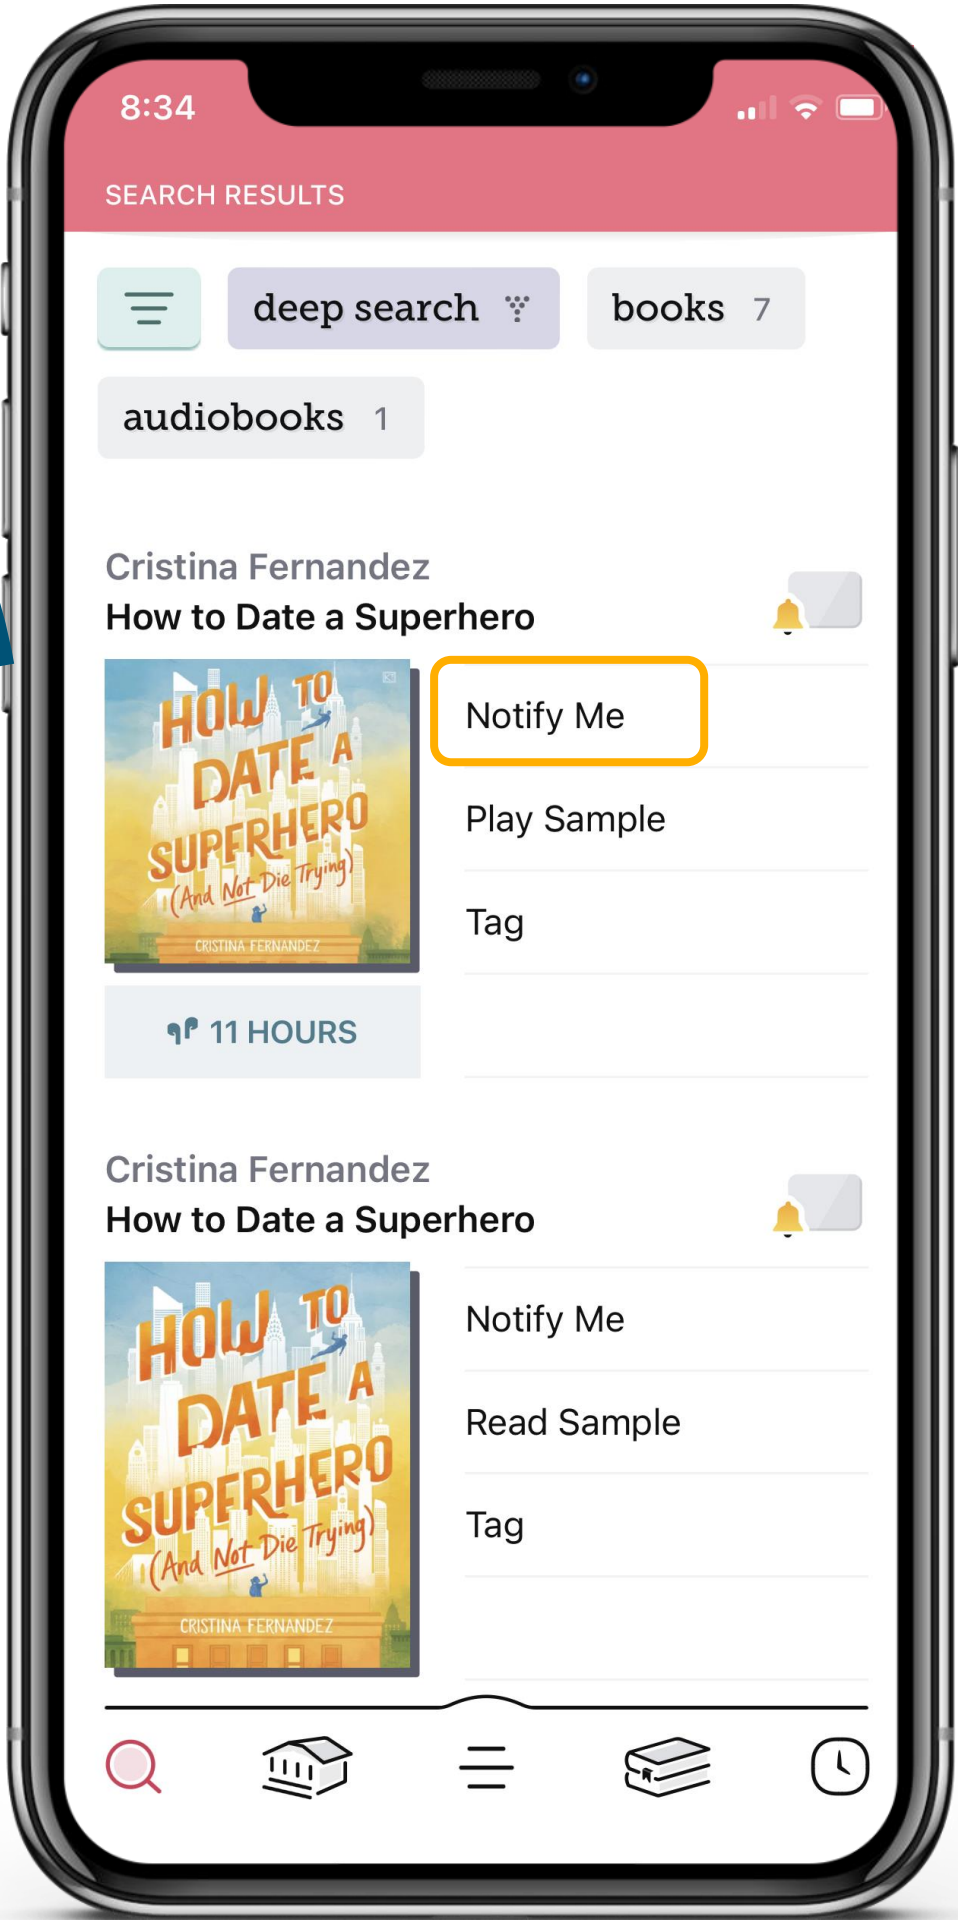 8:34
SEARCH RESULTS
deep search
books 7
audiobooks 1
Cristina Fernandez
How to Date a Superhero
HOW TO
DATE A
SUPERHERO
(And Not Die Trying)
CRISTINA FERNANDEZ
Notify Me
Play Sample
Tag
11 HOURS
Cristina Fernandez
How to Date a Superhero
HOW TO
DATE A
SUPERHERO
(And Not Die Trying)
CRISTINA FERNANDEZ
Notify Me
Read Sample
Tag